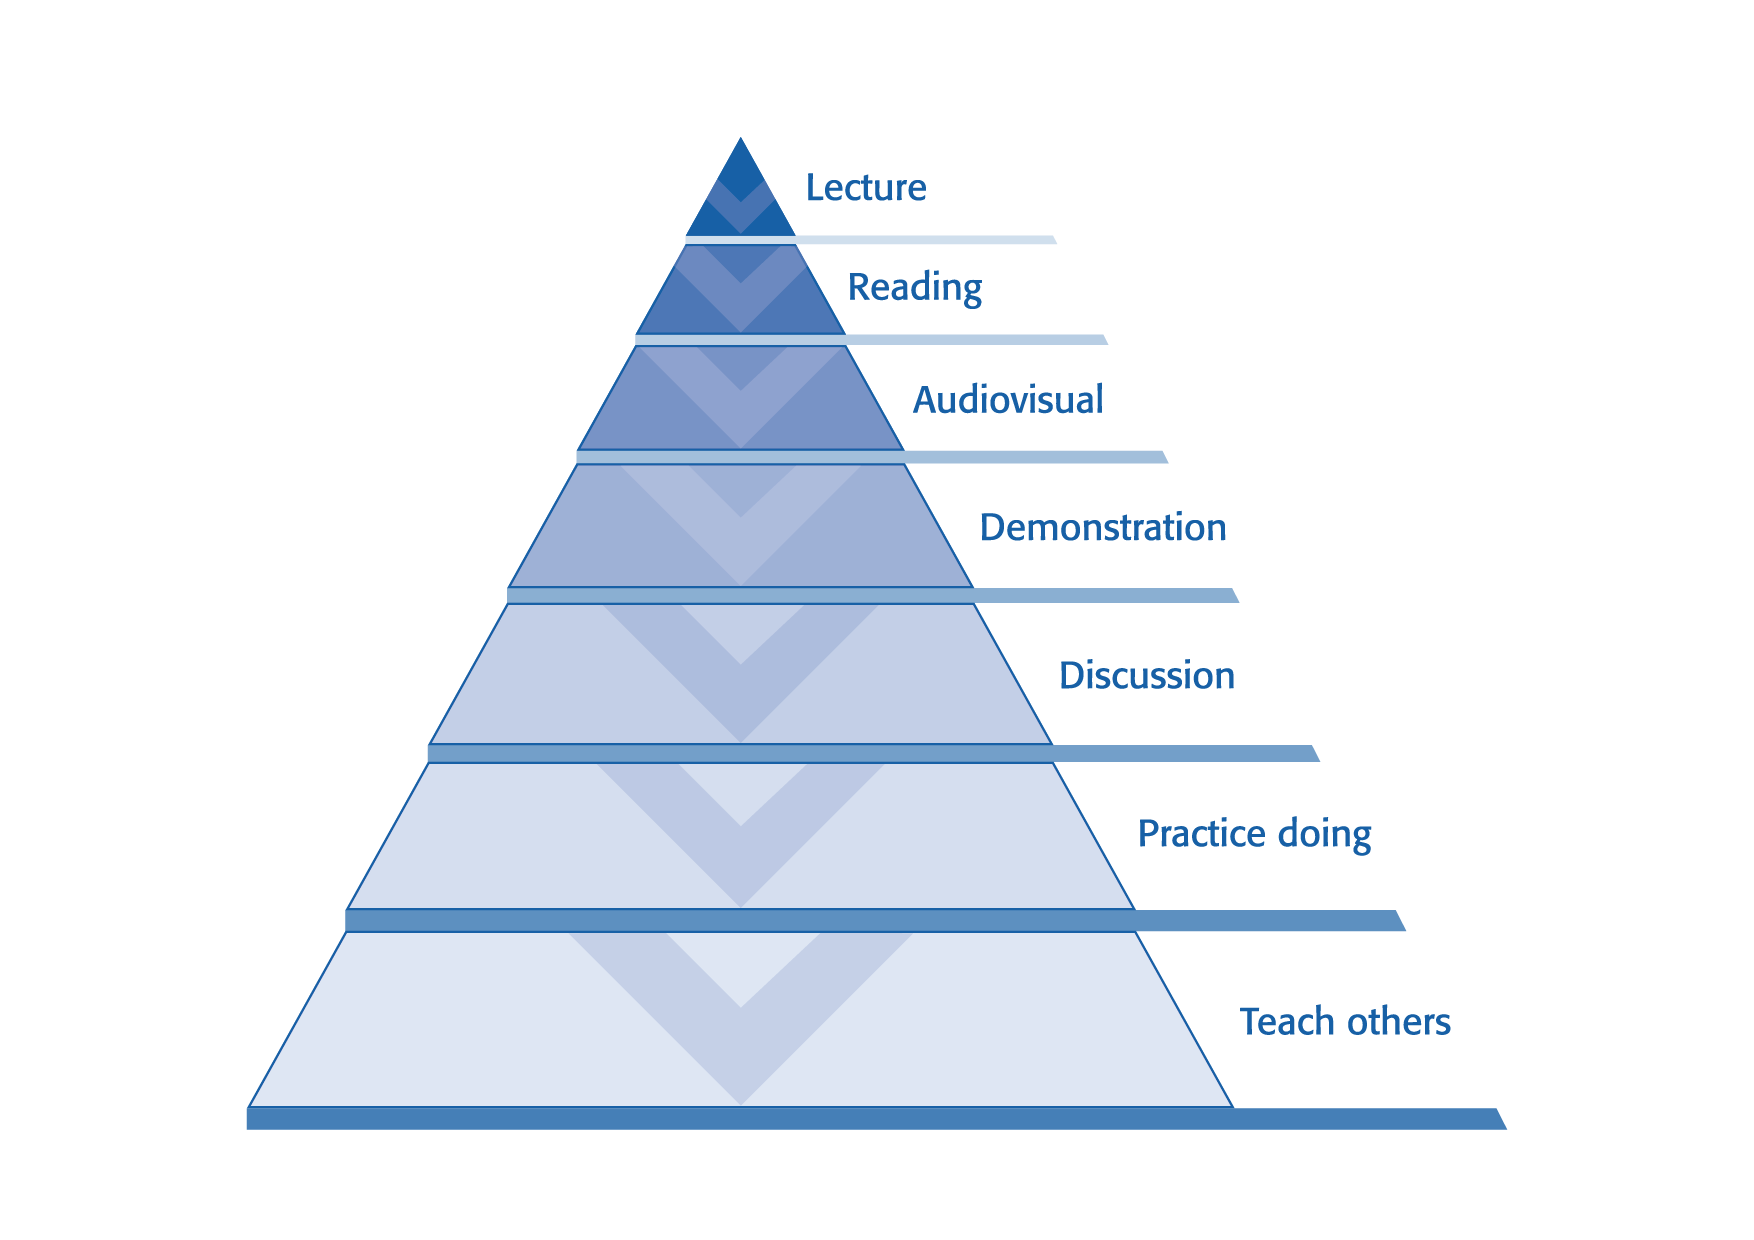 Lecture
Reading
Audiovisual
Demonstration
Discussion
Practice doing
Teach others